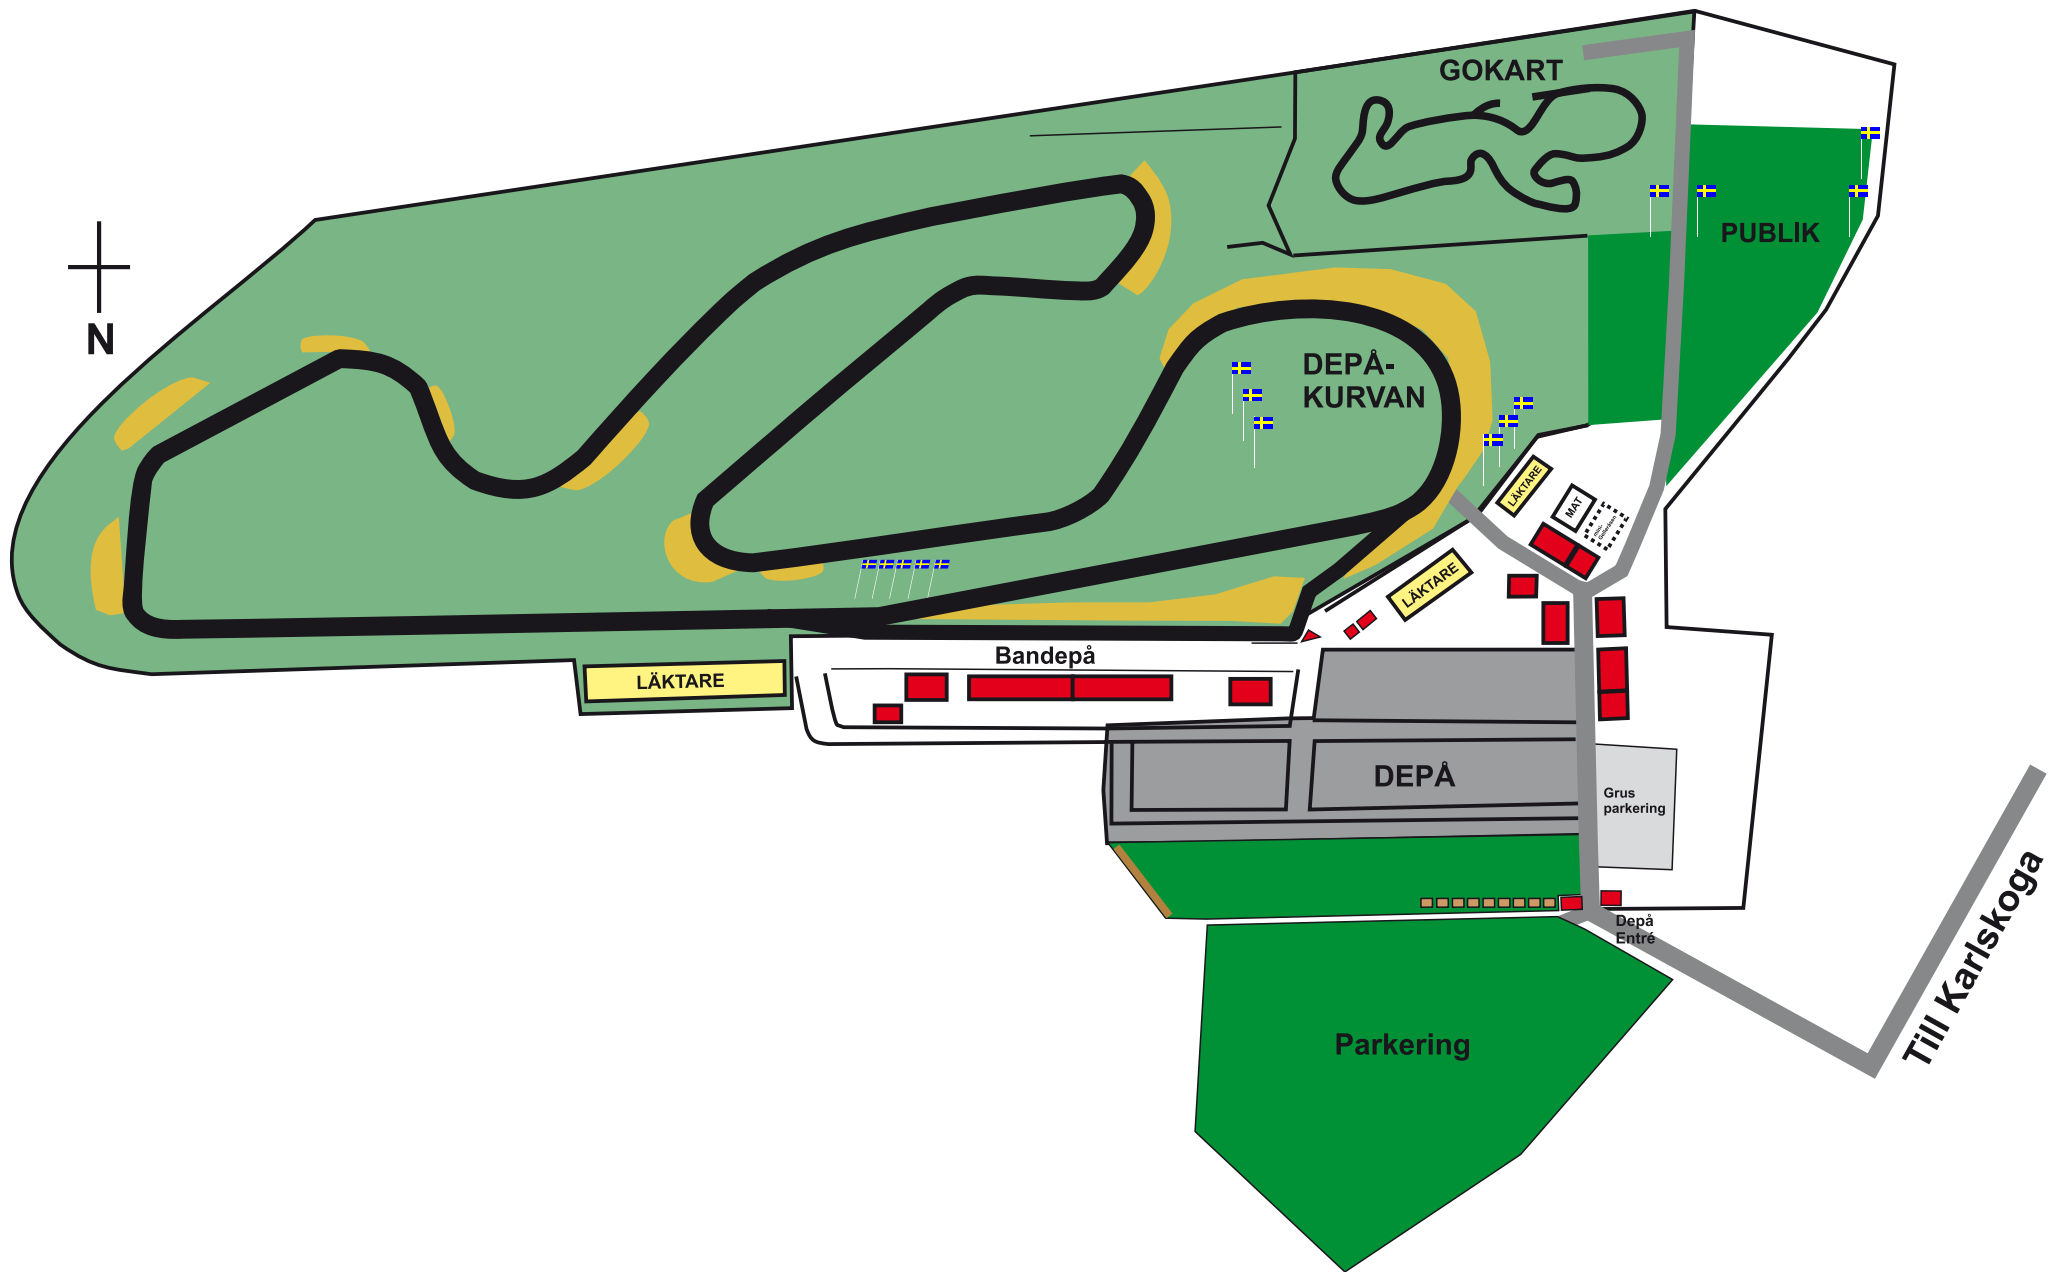 GOKART
PUBLIK
N
DEPÅ-
KURVAN
LÄKTARE
MAT
LÄKTARE
Bandepå
LÄKTARE
DEPÅ
Grus
parkering
Depå
Entré
Till Karlskoga
Parkering